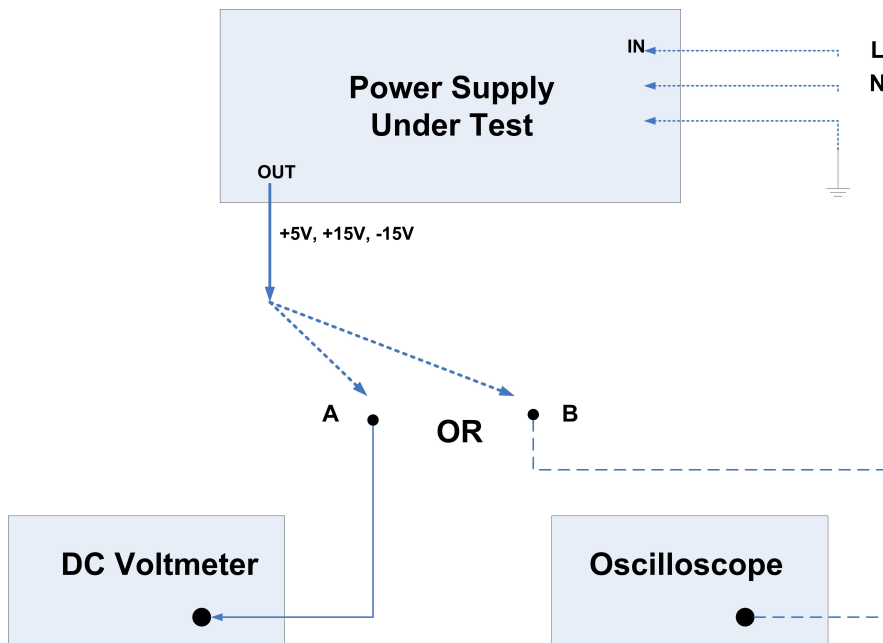 IN
L
N
Power Supply
Under Test
OUT
+5V, +15V, -15V
A
OR
B
DC Voltmeter
Oscilloscope